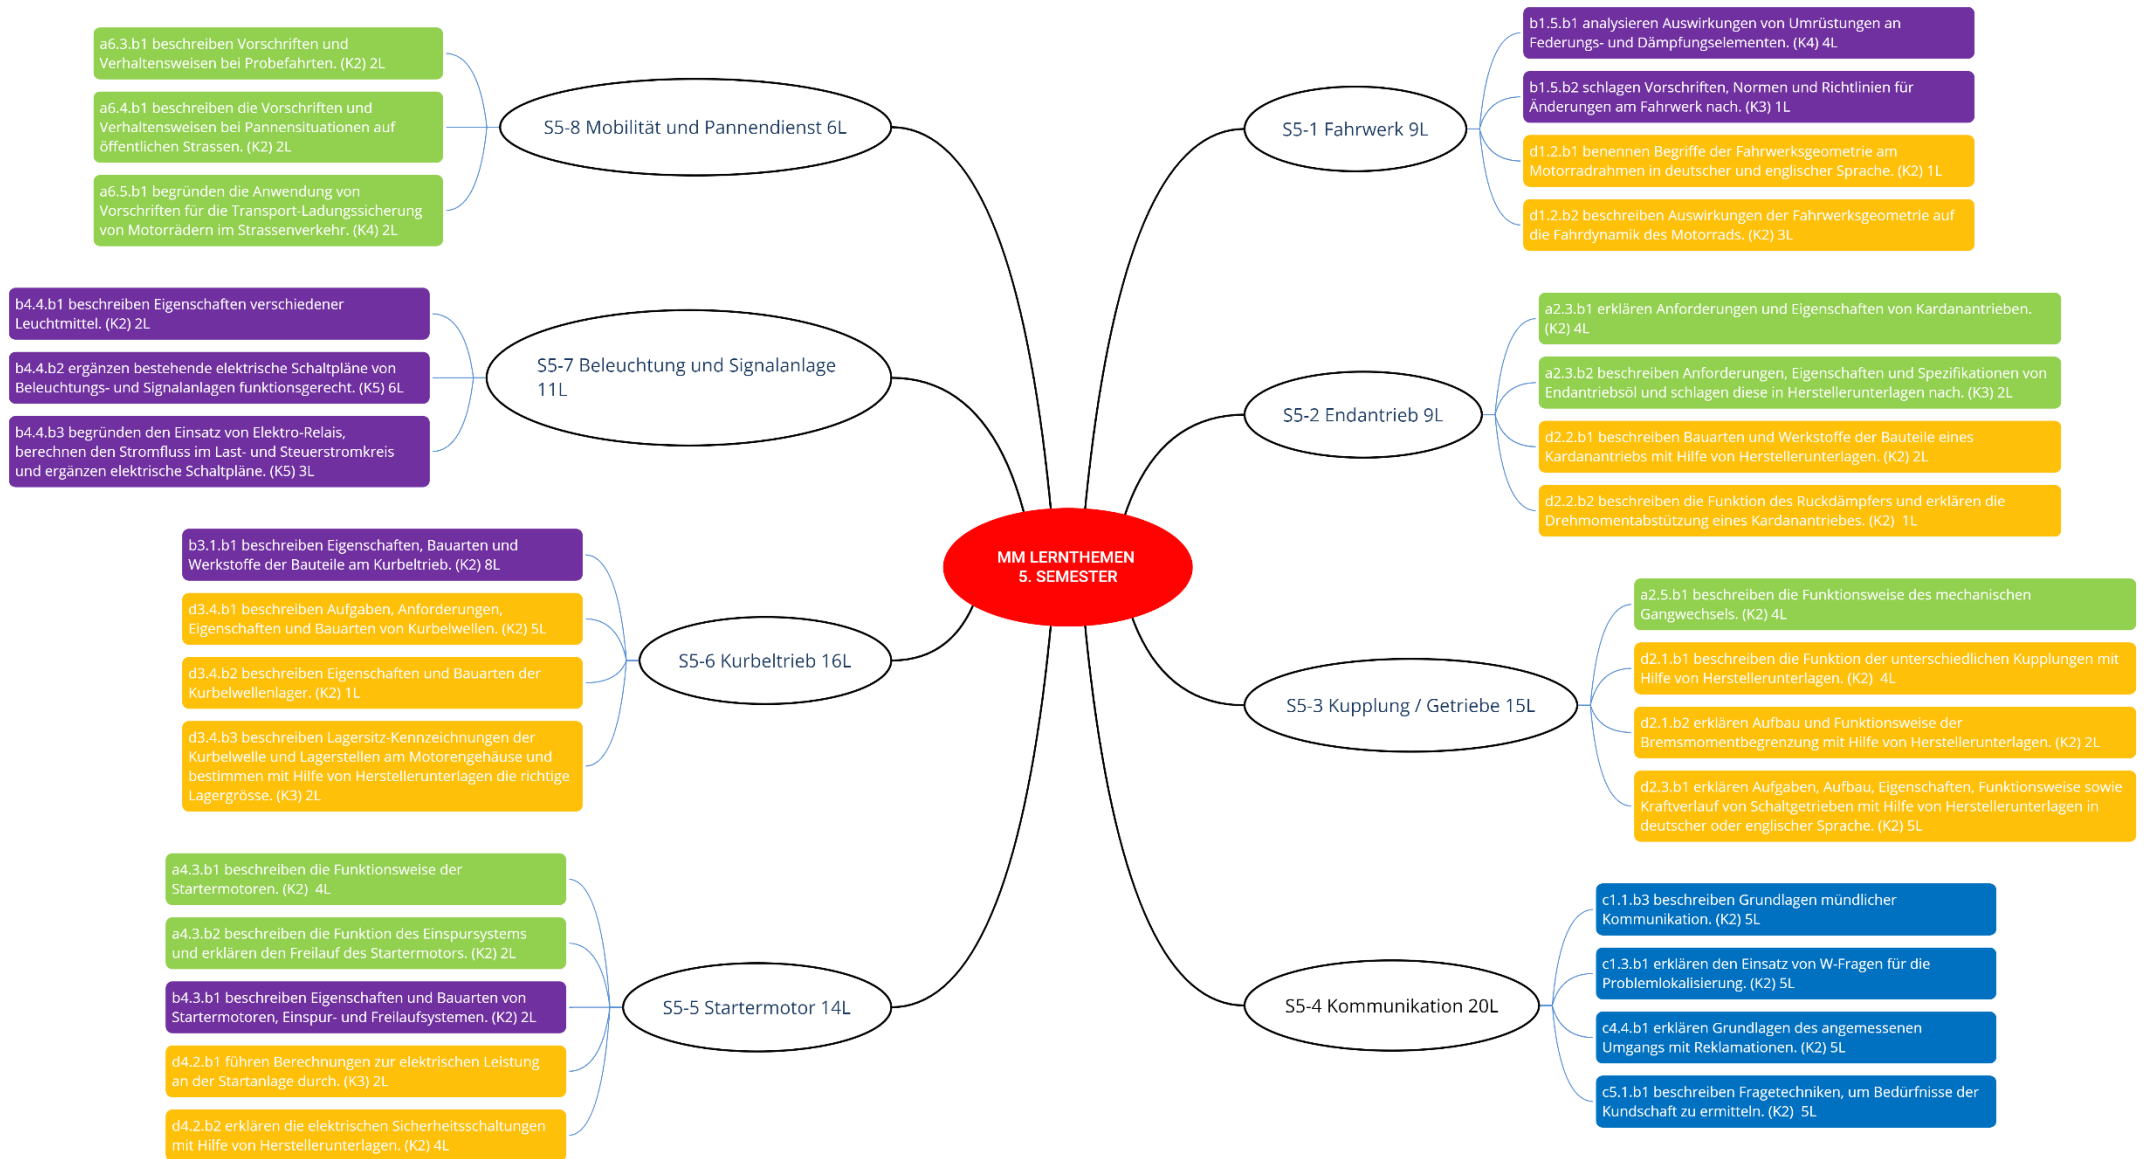 MM LERNTHEMEN
5. SEMESTER
S5-1 Fahrwerk 9L
b1.5.b1 analysieren Auswirkungen von Umrüstungen an
Federungs- und Dämpfungselementen. (K4) 4L
b1.5.b2 schlagen Vorschriften, Normen und Richtlinien für
Änderungen am Fahrwerk nach. (K3) 1L
d1.2.b1 benennen Begriffe der Fahrwerksgeometrie am
Motorradrahmen in deutscher und englischer Sprache. (K2) 1L
d1.2.b2 beschreiben Auswirkungen der Fahrwerksgeometrie auf
die Fahrdynamik des Motorrads. (K2) 3L
S5-2 Endantrieb 9L
a2.3.b1 erklären Anforderungen und Eigenschaften von Kardanantrieben.
(K2) 4L
a2.3.b2 beschreiben Anforderungen, Eigenschaften und Spezifikationen von
Endantriebsöl und schlagen diese in Herstellerunterlagen nach. (K3) 2L
d2.2.b1 beschreiben Bauarten und Werkstoffe der Bauteile eines
Kardanantriebs mit Hilfe von Herstellerunterlagen. (K2) 2L
d2.2.b2 beschreiben die Funktion des Ruckdämpfers und erklären die
Drehmomentabstützung eines Kardanantriebes. (K2) 1L
S5-3 Kupplung / Getriebe 15L
a2.5.b1 beschreiben die Funktionsweise des mechanischen
Gangwechsels. (K2) 4L
d2.1.b1 beschreiben die Funktion der unterschiedlichen Kupplungen mit
Hilfe von Herstellerunterlagen. (K2) 4L
d2.1.b2 erklären Aufbau und Funktionsweise der
Bremsmomentbegrenzung mit Hilfe von Herstellerunterlagen. (K2) 2L
d2.3.b1 erklären Aufgaben, Aufbau, Eigenschaften, Funktionsweise sowie
Kraftverlauf von Schaltgetrieben mit Hilfe von Herstellerunterlagen in
deutscher oder englischer Sprache. (K2) 5L
S5-4 Kommunikation 20L
c1.1.b3 beschreiben Grundlagen mündlicher
Kommunikation. (K2) 5L
c1.3.b1 erklären den Einsatz von W-Fragen für die
Problemlokalisierung. (K2) 5L
c4.4.b1 erklären Grundlagen des angemessenen
Umgangs mit Reklamationen. (K2) 5L
c5.1.b1 beschreiben Fragetechniken, um Bedürfnisse der
Kundschaft zu ermitteln. (K2) 5L
S5-5 Startermotor 14L
a4.3.b1 beschreiben die Funktionsweise der
Startermotoren. (K2) 4L
a4.3.b2 beschreiben die Funktion des Einspursystems
und erklären den Freilauf des Startermotors. (K2) 2L
b4.3.b1 beschreiben Eigenschaften und Bauarten von
Startermotoren, Einspur- und Freilaufsystemen. (K2) 2L
d4.2.b1 führen Berechnungen zur elektrischen Leistung
an der Startanlage durch. (K3) 2L
d4.2.b2 erklären die elektrischen Sicherheitsschaltungen
mit Hilfe von Herstellerunterlagen. (K2) 4L
S5-6 Kurbeltrieb 16L
b3.1.b1 beschreiben Eigenschaften, Bauarten und
Werkstoffe der Bauteile am Kurbeltrieb. (K2) 8L
d3.4.b1 beschreiben Aufgaben, Anforderungen,
Eigenschaften und Bauarten von Kurbelwellen. (K2) 5L
d3.4.b2 beschreiben Eigenschaften und Bauarten der
Kurbelwellenlager. (K2) 1L
d3.4.b3 beschreiben Lagersitz-Kennzeichnungen der
Kurbelwelle und Lagerstellen am Motorengehäuse und
bestimmen mit Hilfe von Herstellerunterlagen die richtige
Lagergrösse. (K3) 2L
S5-7 Beleuchtung und Signalanlage
11L
b4.4.b1 beschreiben Eigenschaften verschiedener
Leuchtmittel. (K2) 2L
b4.4.b2 ergänzen bestehende elektrische Schaltpläne von
Beleuchtungs- und Signalanlagen funktionsgerecht. (K5) 6L
b4.4.b3 begründen den Einsatz von Elektro-Relais,
berechnen den Stromfluss im Last- und Steuerstromkreis
und ergänzen elektrische Schaltpläne. (K5) 3L
S5-8 Mobilität und Pannendienst 6L
a6.3.b1 beschreiben Vorschriften und
Verhaltensweisen bei Probefahrten. (K2) 2L
a6.4.b1 beschreiben die Vorschriften und
Verhaltensweisen bei Pannensituationen auf
öffentlichen Strassen. (K2) 2L
a6.5.b1 begründen die Anwendung von
Vorschriften für die Transport-Ladungssicherung
von Motorrädern im Strassenverkehr. (K4) 2L